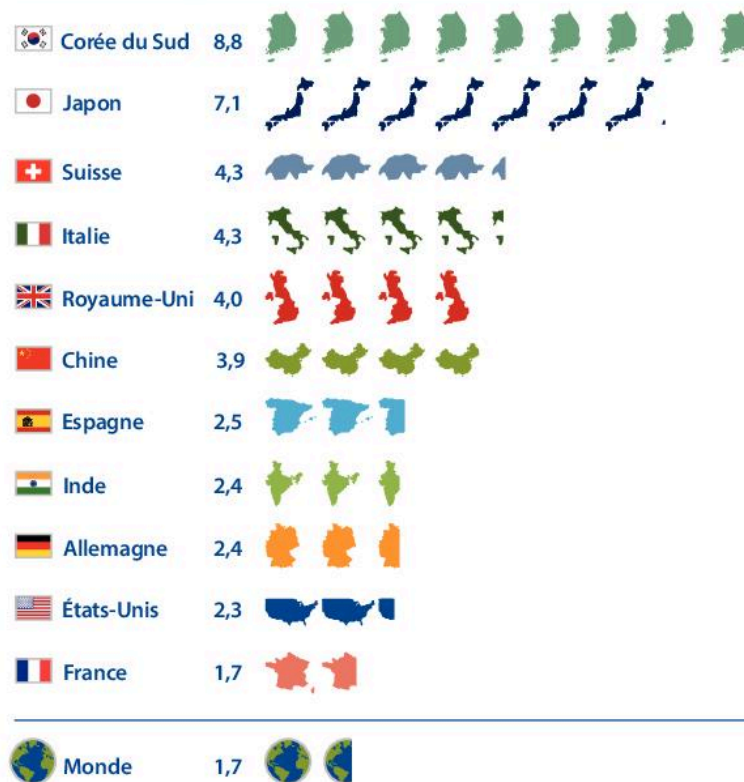 Corée du Sud 8,8
Japon 7,1
Suisse 4,3
Italie 4,3
Royaume-Uni 4,0
Chine 3,9
Espagne 2,5
Inde 2,4
Allemagne 2,4
États-Unis 2,3
France 1,7
Monde 1,7